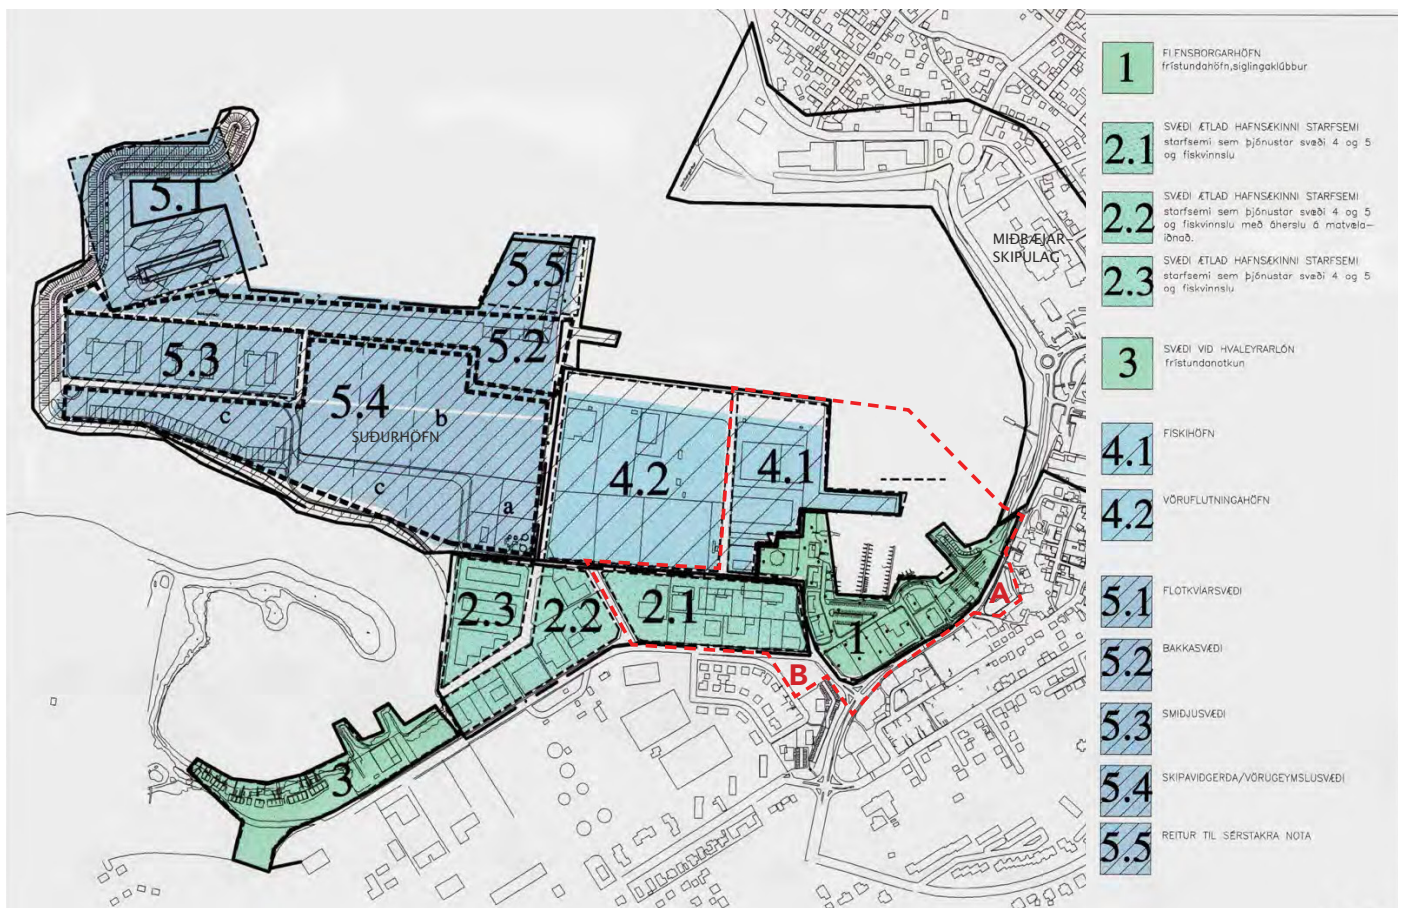 5.1
5.5
5.2
5.3
5.4
b
c
SUÐURHÖFN
c
a
4.2
4.1
MIÐBÆJAR-
SKIPULAG
2.3
2.2
2.1
1
A
B
3
1
FLENSBORGARHÖFN
frístundahöfn,siglingaklúbbur
2.1
SVÆÐI ÆTLAÐ HAFNSÆKINNI STARFSEMI
starfsemi sem þjónustar svæði 4 og 5
og fiskvinnslu
2.2
SVÆÐI ÆTLAÐ HAFNSÆKINNI STARFSEMI
starfsemi sem þjónustar svæði 4 og 5
og fiskvinnslu með áherslu á matvæla-
iðnað.
2.3
SVÆÐI ÆTLAÐ HAFNSÆKINNI STARFSEMI
starfsemi sem þjónustar svæði 4 og 5
og fiskvinnslu
3
SVÆÐI VIÐ HVALEYRARLÓN
frístundanotkun
4.1
FISKIHÖFN
4.2
VÖRUFLUTNINGAHÖFN
5.1
FLOTKVÍARSVÆÐI
5.2
BAKKASVÆÐI
5.3
SMIÐJUSVÆÐI
5.4
SKIPAVIÐGERÐA/VÖRUGEYMSLUSVÆÐI
5.5
REITUR TIL SÉRSTAKRA NOTA